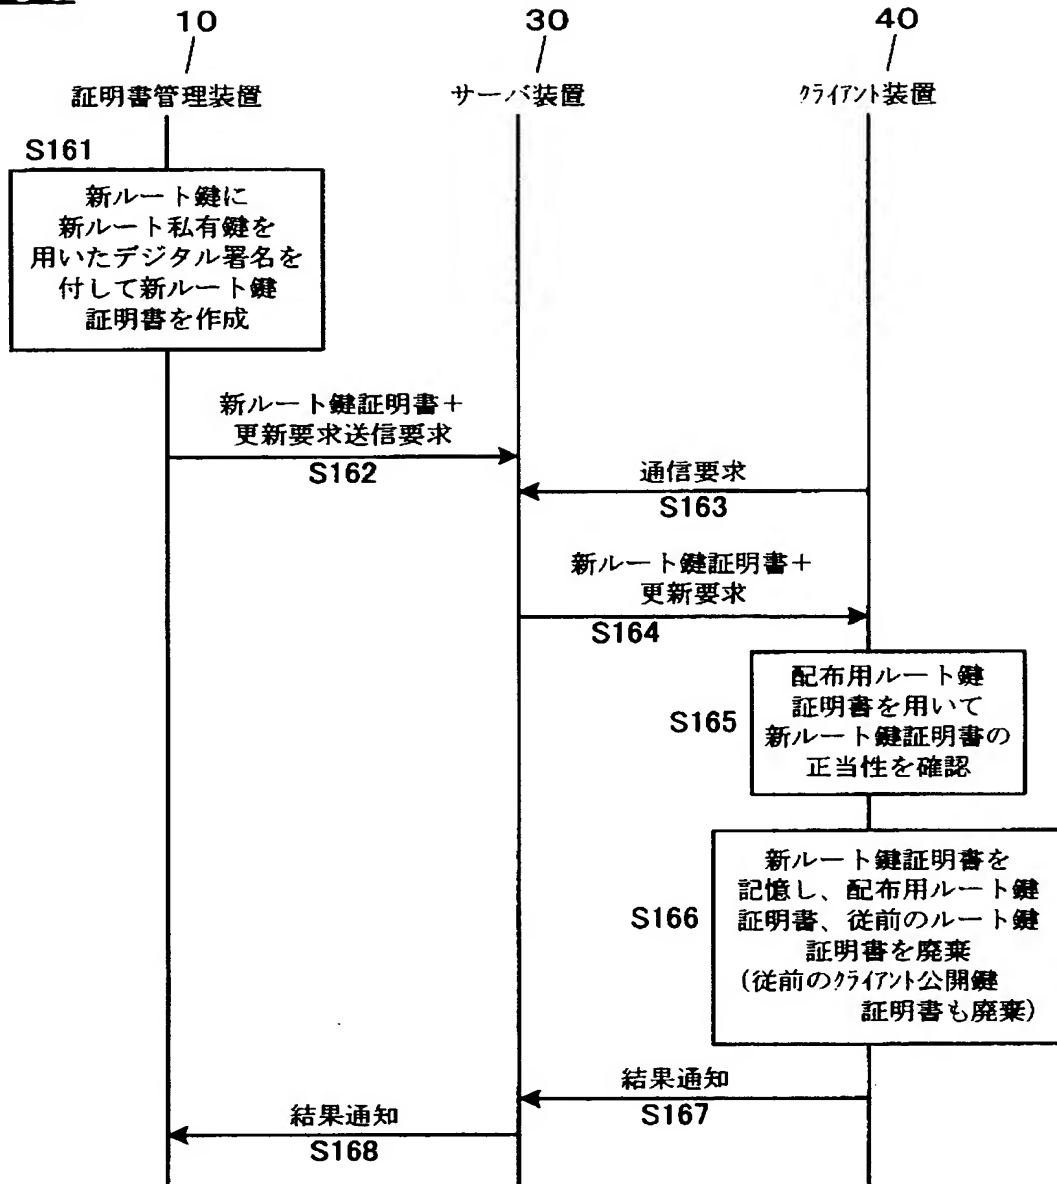 10
30
40
証明書管理装置
サーバ装置
クライアント装置
S161
新ルート鍵に
新ルート私有鍵を
用いたデジタル署名を
付して新ルート鍵
証明書を作成
新ルート鍵証明書＋
更新要求送信要求
S162
通信要求
S163
新ルート鍵証明書＋
更新要求
S164
S165
配布用ルート鍵
証明書を用いて
新ルート鍵証明書の
正当性を確認
S166
新ルート鍵証明書を
記憶し、配布用ルート鍵
証明書、従前のルート鍵
証明書を廃棄
(従前のクライアント公開鍵
証明書も廃棄)
結果通知
S167
結果通知
S168